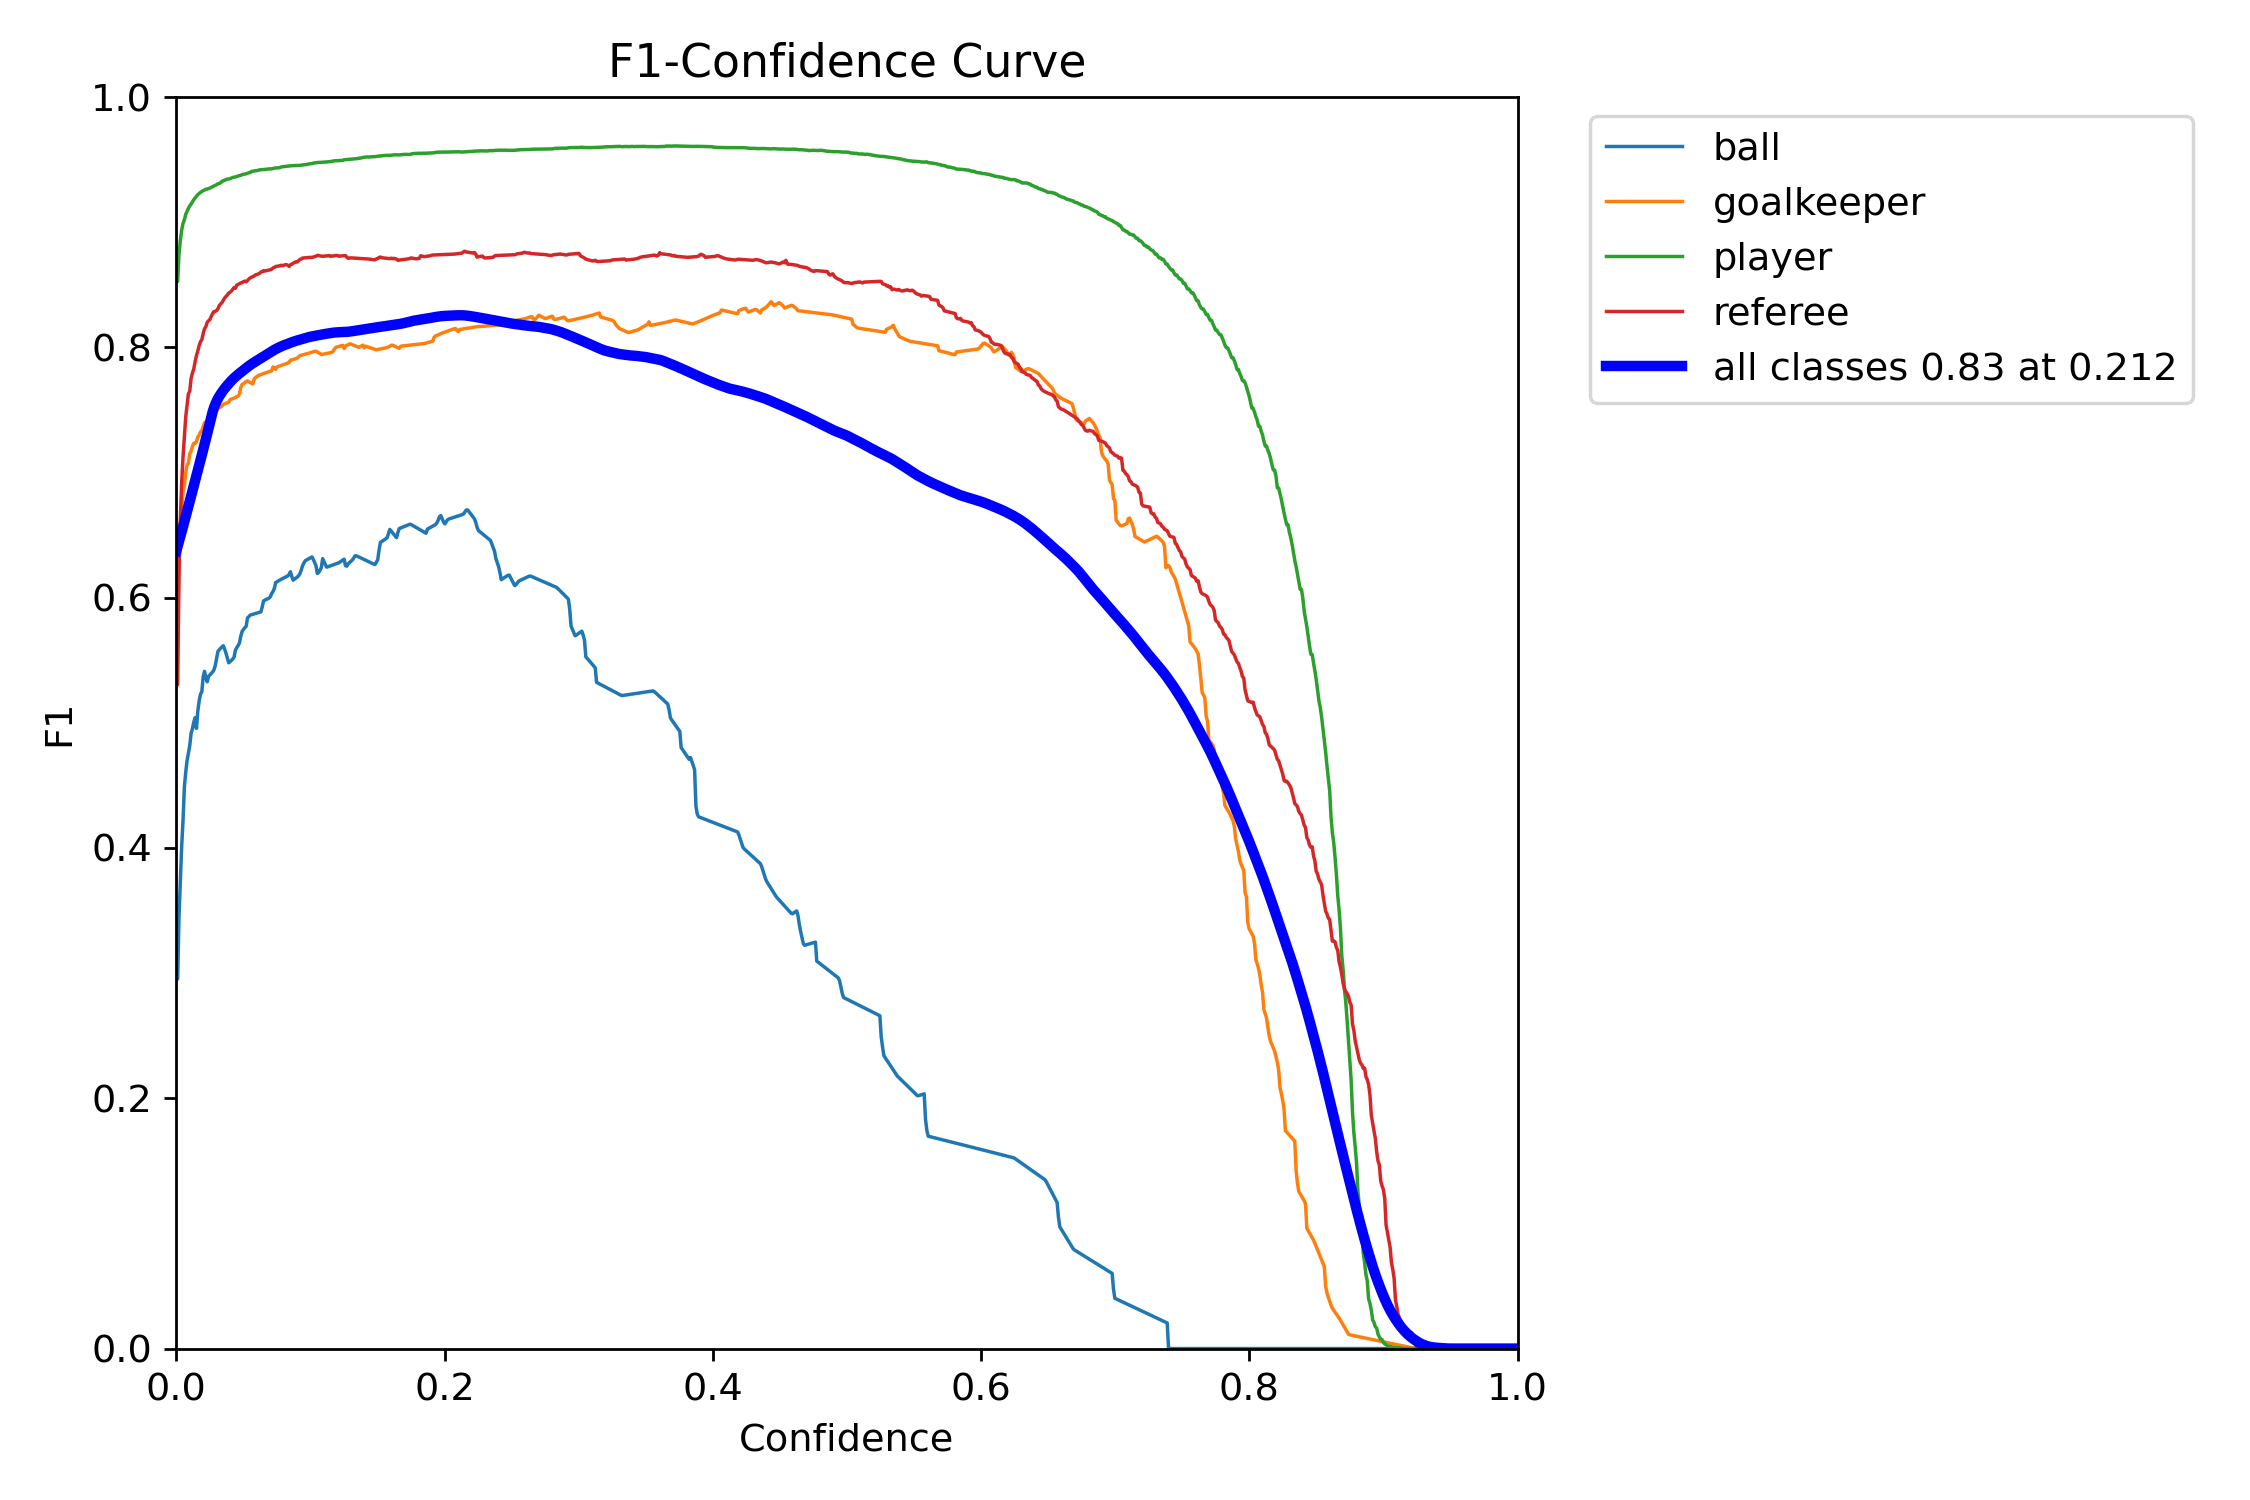 F1-Confidence Curve
1.0
0.8
0.6
0.4
0.2
0.0
F1
0.0 0.2 0.4 0.6 0.8 1.0
Confidence
ball
goalkeeper
player
referee
all classes 0.83 at 0.212